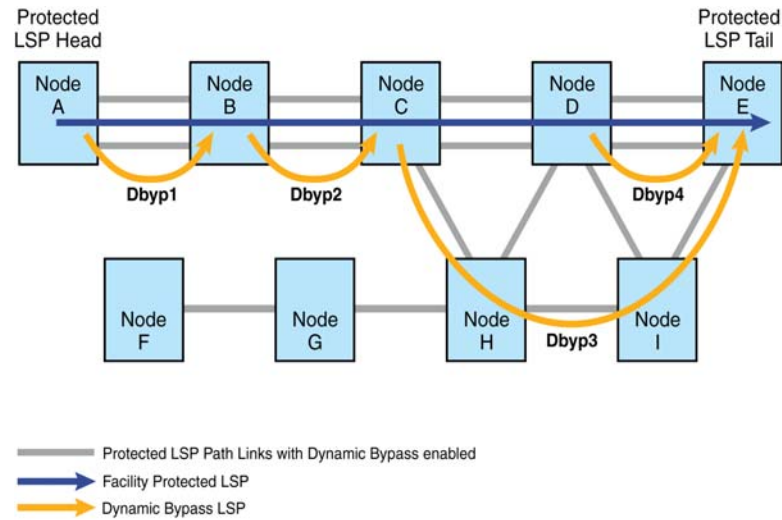 Protected
LSP Head
Protected
LSP Tail
Node
A
Node
B
Node
C
Node
D
Node
E
Dbyp1
Dbyp2
Dbyp4
Node
F
Node
G
Node
H
Node
I
Dbyp3
Protected LSP Path Links with Dynamic Bypass enabled
Facility Protected LSP
Dynamic Bypass LSP